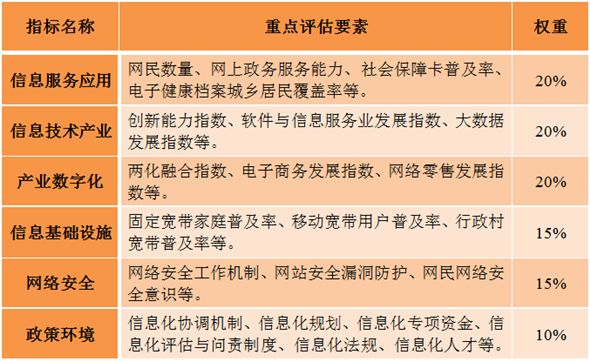 指标名称 重点评估要素 权重
信息服务应用 网民数量、网上政务服务能力、社会保障卡普及率、
电子健康档案城乡居民覆盖率等。 20%
信息技术产业 创新能力指数、软件与信息服务业发展指数、大数据
发展指数等。 20%
产业数字化 两化融合指数、电子商务发展指数、网络零售发展指
数等。 20%
信息基础设施 固定宽带家庭普及率、移动宽带用户普及率、行政村
宽带普及率等。 15%
网络安全 网络安全工作机制、网站安全漏洞防护、网民网络安
全意识等。 15%
政策环境 信息化协调机制、信息化规划、信息化专项资金、信
息化评估与问责制度、信息化法规、信息化人才等。 10%